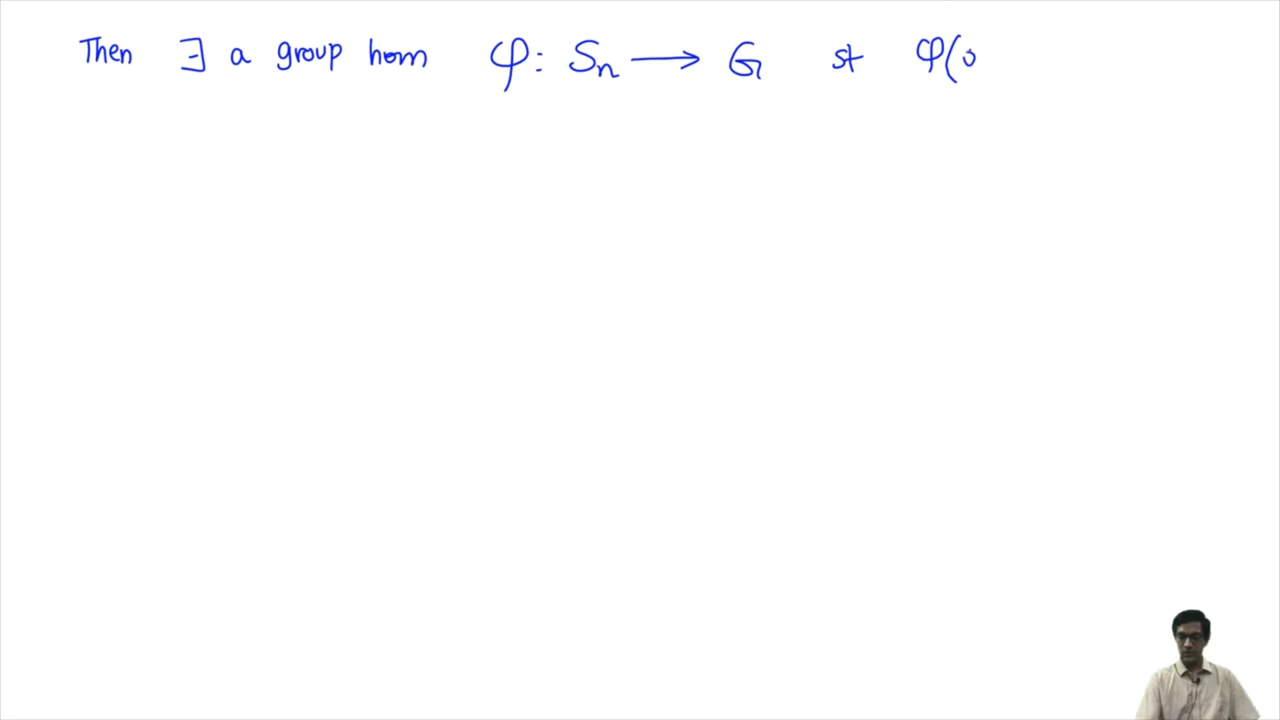 Then ∃ a group hom φ: Sₙ ⟶ G st φ(